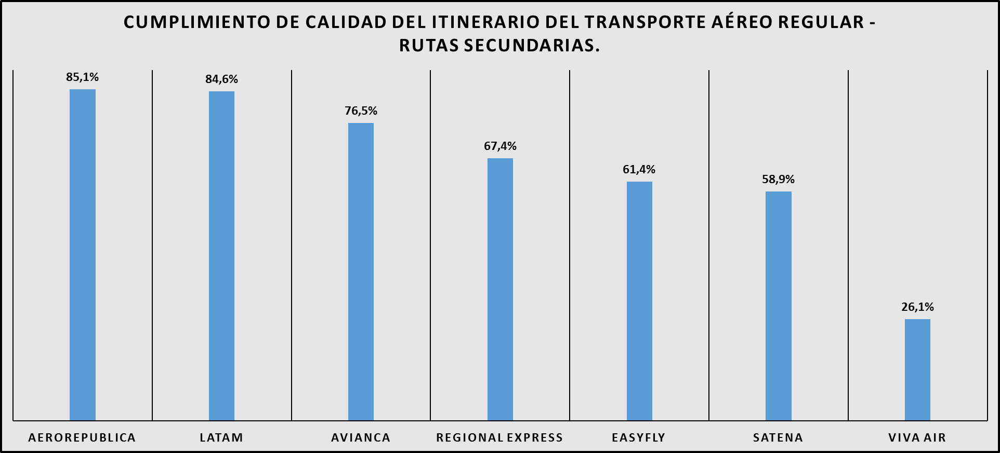 CUMPLIMIENTO DE CALIDAD DEL ITINERARIO DEL TRANSPORTE AÉREO REGULAR -
RUTAS SECUNDARIAS.
85,1%
84,6%
76,5%
67,4%
61,4%
58,9%
26,1%
AEROREPUBLICA
LATAM
AVIANCA
REGIONAL EXPRESS
EASYFLY
SATENA
VIVA AIR